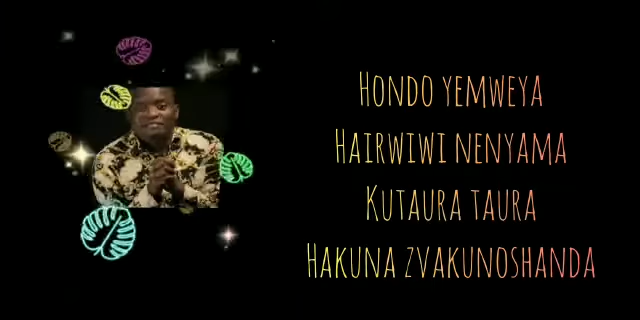 Hondo yemweya
Hairwiwi nenyama
Kutaura taura
Hakuna zvakunoshanda